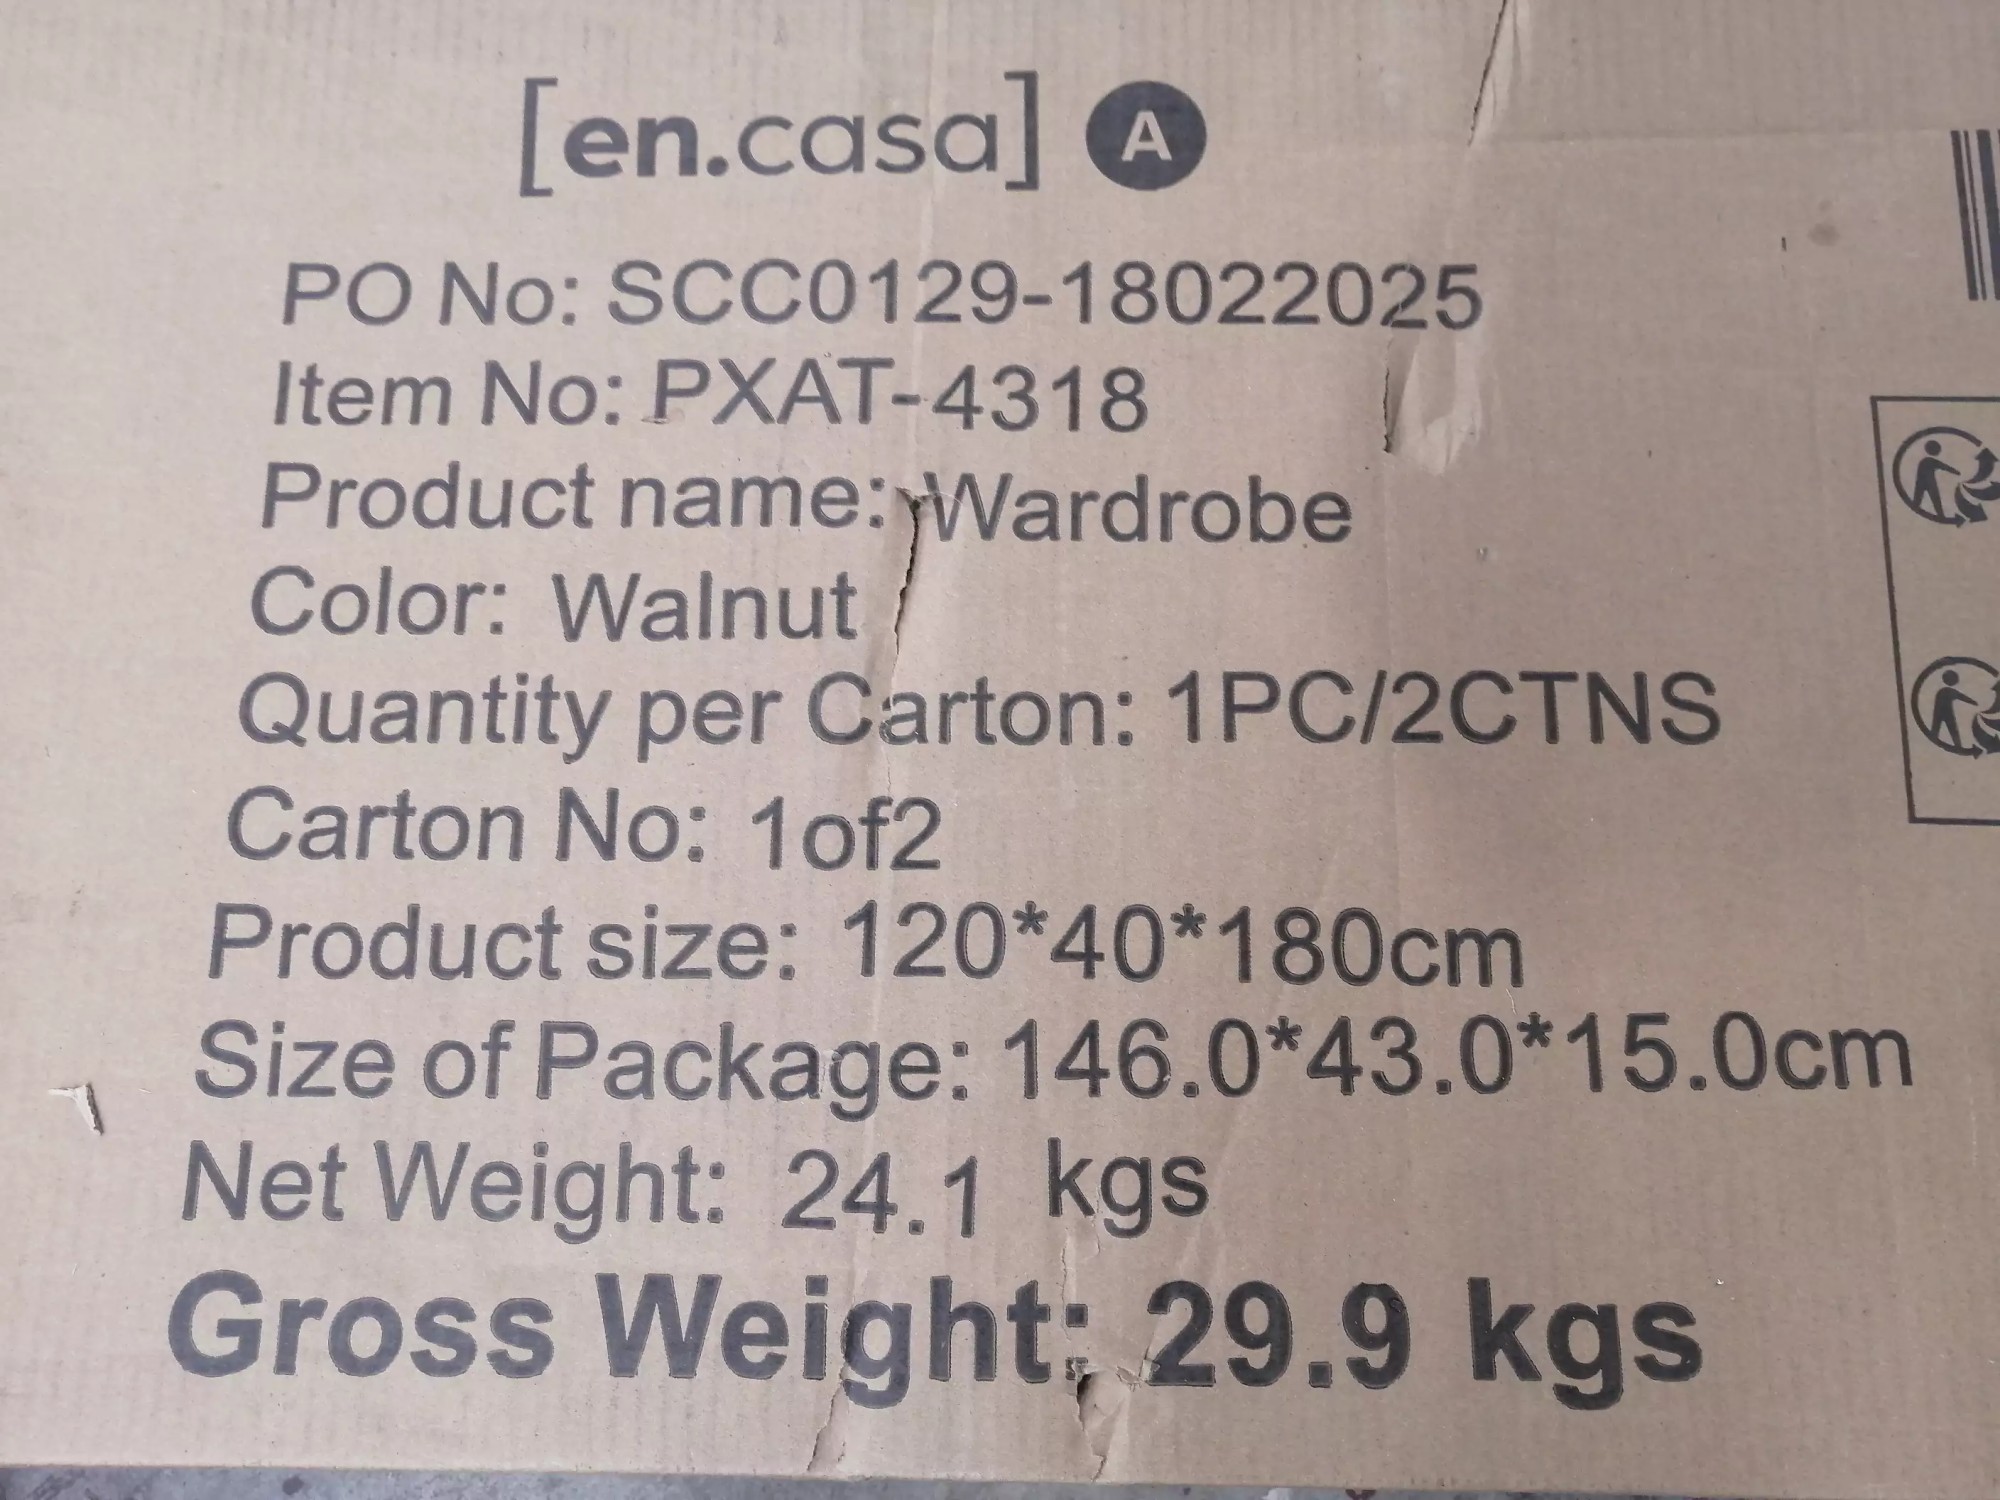 [en.casa] A
PO No: SCC0129-18022025
Item No: PXAT-4318
Product name: Wardrobe
Color: Walnut
Quantity per Carton: 1PC/2CTNS
Carton No: 1of2
Product size: 120*40*180cm
Size of Package: 146.0*43.0*15.0cm
Net Weight: 24.1 kgs
Gross Weight: 29.9 kgs